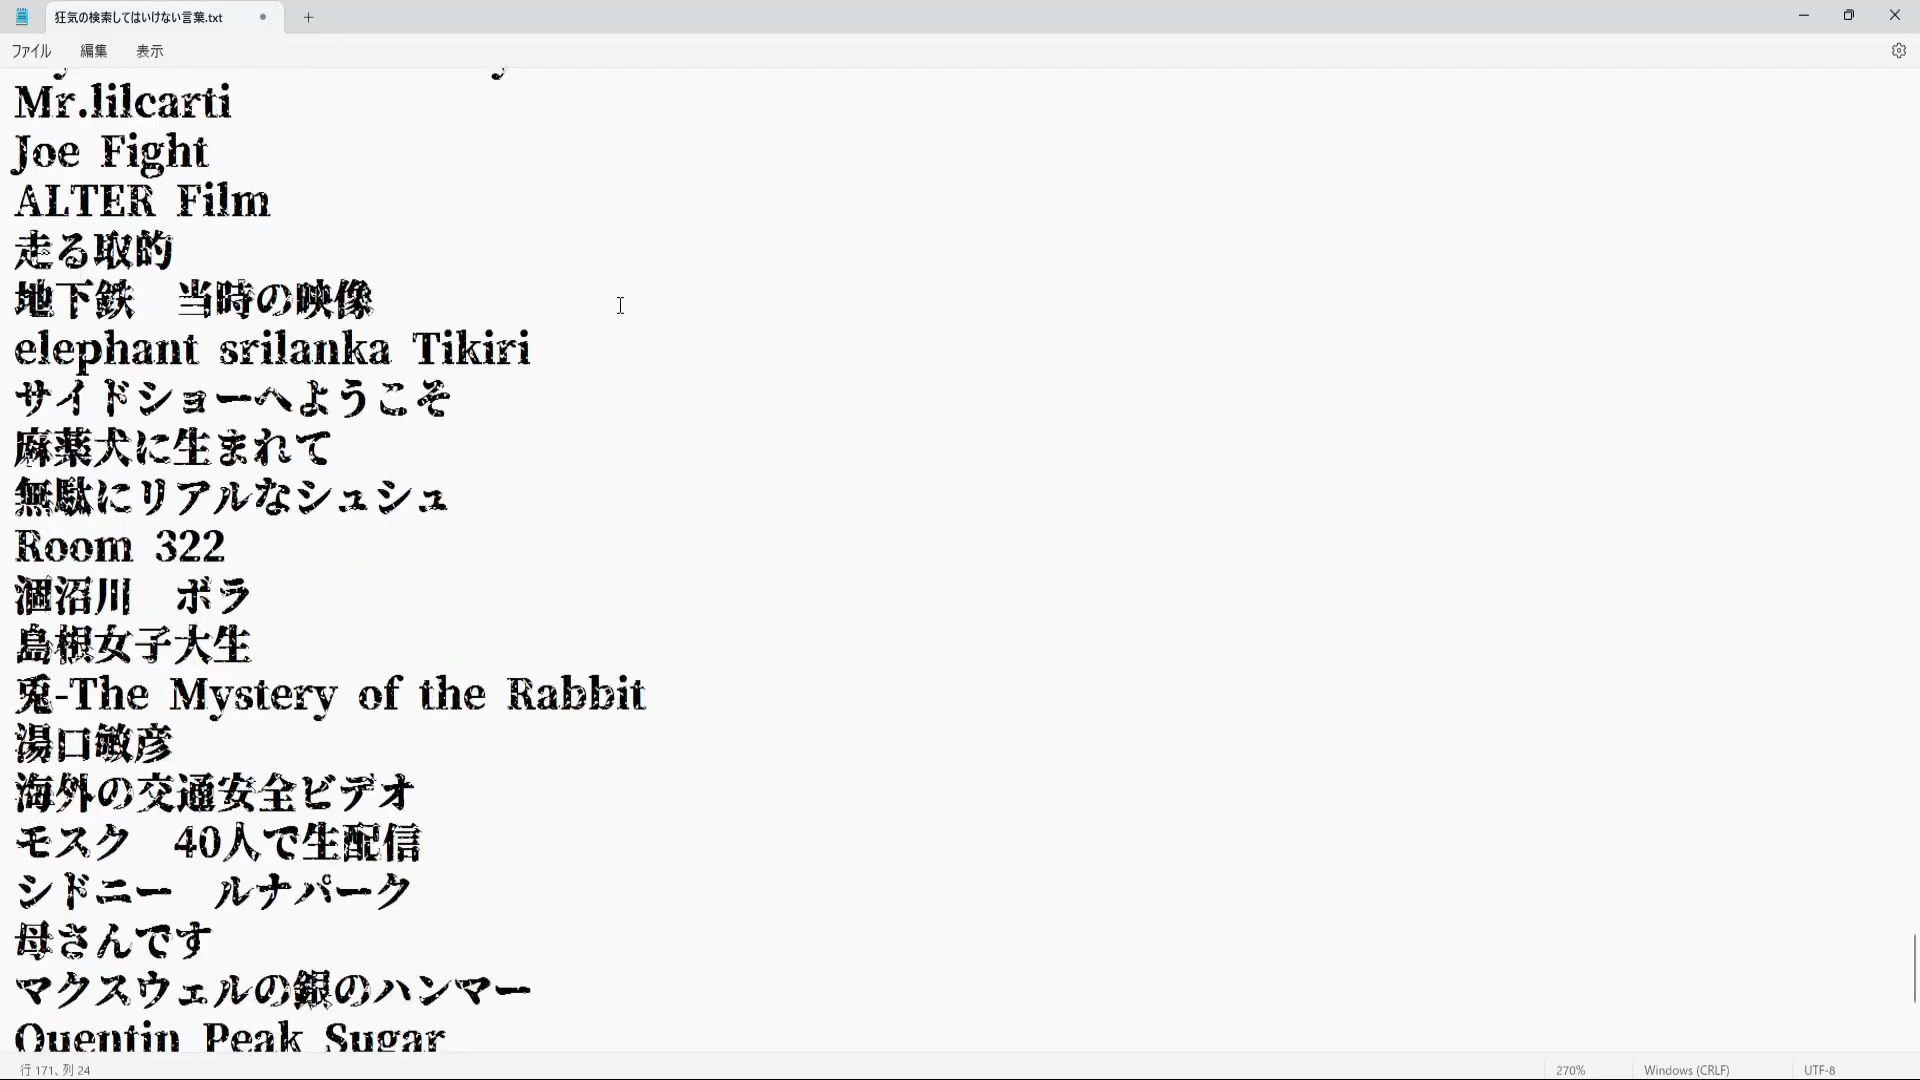 狂気の検索してはいけない言葉.txt
ファイル 編集 表示
Mr.lilcarti
Joe Fight
ALTER Film
走る取的
地下鉄　当時の映像
elephant srilanka Tikiri
サイドショーへようこそ
麻薬犬に生まれて
無駄にリアルなシュシュ
Room 322
涸沼川　ボラ
島根女子大生
兎-The Mystery of the Rabbit
湯口敏彦
海外の交通安全ビデオ
モスク　40人で生配信
シドニー　ルナパーク
母さんです
マクスウェルの銀のハンマー
Quentin Peak Sugar
行 171、列 24 270% Windows (CRLF) UTF-8